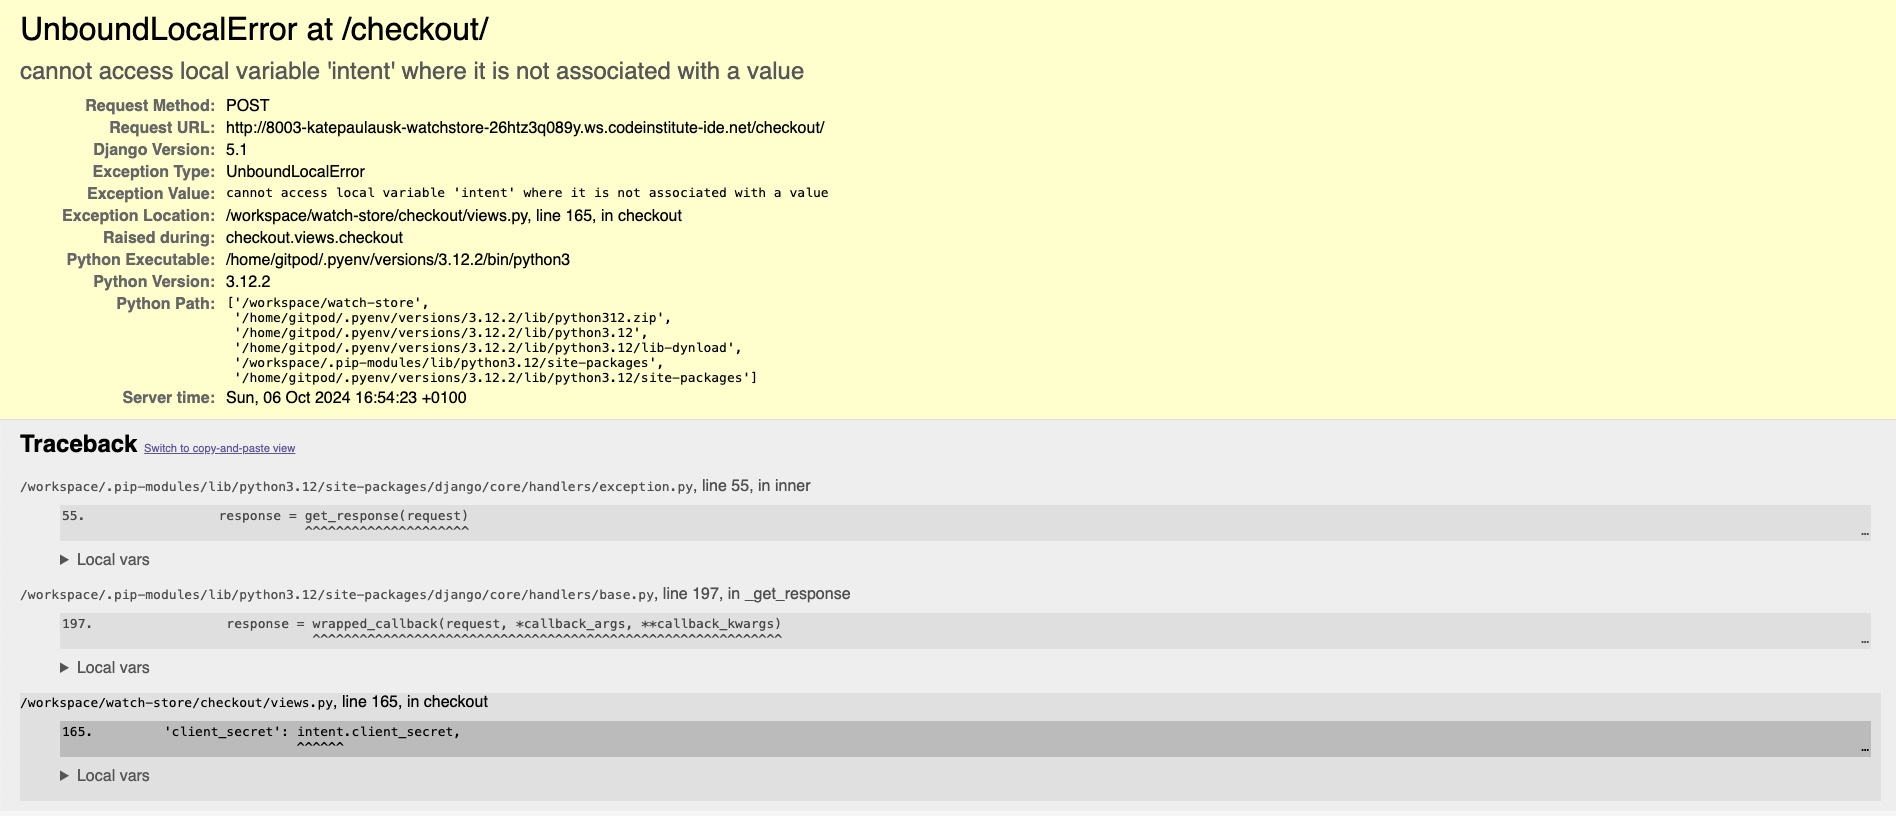 UnboundLocalError at /checkout/
cannot access local variable 'intent' where it is not associated with a value
Request Method: POST
Request URL: http://8003-katepaulausk-watchstore-26htz3q089y.ws.codeinstitute-ide.net/checkout/
Django Version: 5.1
Exception Type: UnboundLocalError
Exception Value: cannot access local variable 'intent' where it is not associated with a value
Exception Location: /workspace/watch-store/checkout/views.py, line 165, in checkout
Raised during: checkout.views.checkout
Python Executable: /home/gitpod/.pyenv/versions/3.12.2/bin/python3
Python Version: 3.12.2
Python Path: ['/workspace/watch-store',
'/home/gitpod/.pyenv/versions/3.12.2/lib/python312.zip',
'/home/gitpod/.pyenv/versions/3.12.2/lib/python3.12',
'/home/gitpod/.pyenv/versions/3.12.2/lib/python3.12/lib-dynload',
'/workspace/.pip-modules/lib/python3.12/site-packages',
'/home/gitpod/.pyenv/versions/3.12.2/lib/python3.12/site-packages']
Server time: Sun, 06 Oct 2024 16:54:23 +0100
Traceback Switch to copy-and-paste view
/workspace/.pip-modules/lib/python3.12/site-packages/django/core/handlers/exception.py, line 55, in inner
55. response = get_response(request)
^^^^^^^^^^^^^^^^^^^^^ …
▶ Local vars
/workspace/.pip-modules/lib/python3.12/site-packages/django/core/handlers/base.py, line 197, in _get_response
197. response = wrapped_callback(request, *callback_args, **callback_kwargs)
^^^^^^^^^^^^^^^^^^^^^^^^^^^^^^^^^^^^^^^^^^^^^^^^^^^^^^^^^^^^ …
▶ Local vars
/workspace/watch-store/checkout/views.py, line 165, in checkout
165. 'client_secret': intent.client_secret,
^^^^^^ …
▶ Local vars